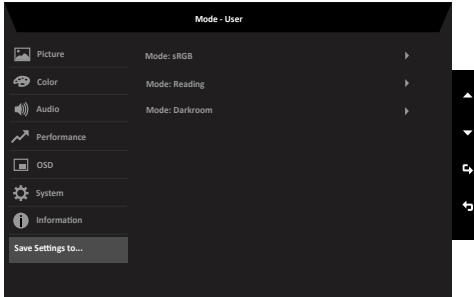 Mode - User
Picture
Color
Audio
Performance
OSD
System
Information
Save Settings to...
Mode: sRGB
Mode: Reading
Mode: Darkroom